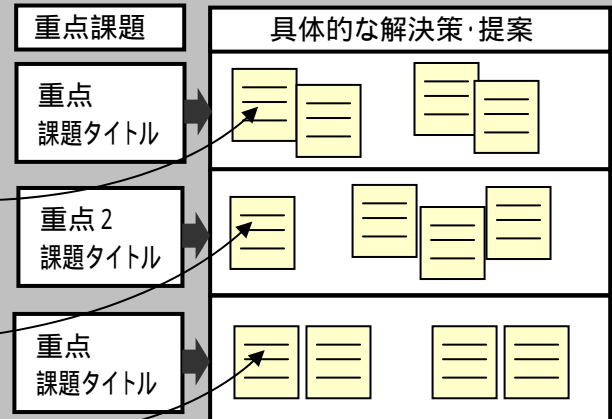 重点課題
具体的な解決策・提案
重点
課題タイトル
重点2
課題タイトル
重点
課題タイトル